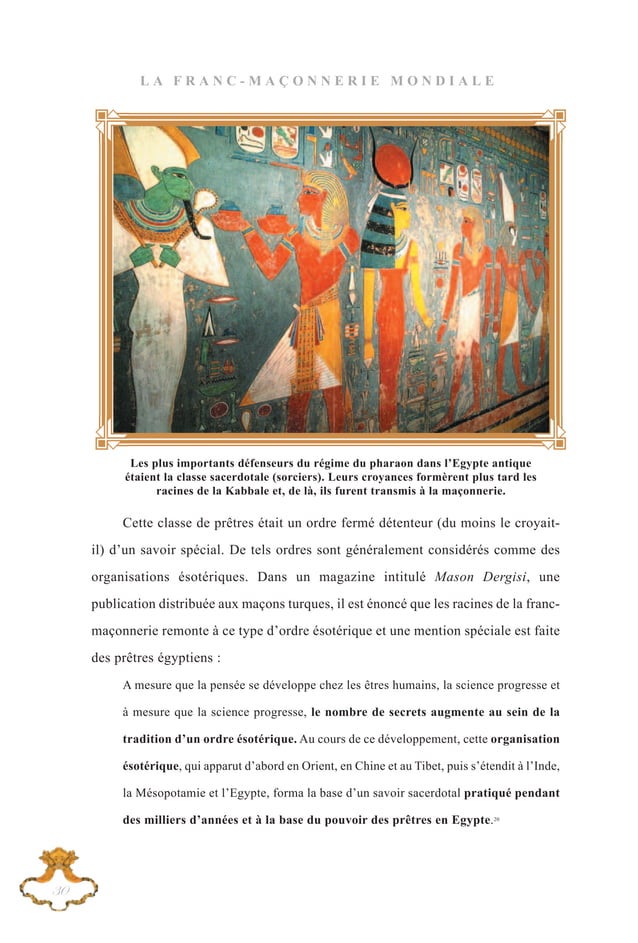 LA FRANC-MAÇONNERIE MONDIALE
Les plus importants défenseurs du régime du pharaon dans l'Egypte antique
étaient la classe sacerdotale (sorciers). Leurs croyances formèrent plus tard les
racines de la Kabbale et, de là, ils furent transmis à la maçonnerie.
Cette classe de prêtres était un ordre fermé détenteur (du moins le croyait-
il) d'un savoir spécial. De tels ordres sont généralement considérés comme des
organisations ésotériques. Dans un magazine intitulé Mason Dergisi, une
publication distribuée aux maçons turques, il est énoncé que les racines de la franc-
maçonnerie remonte à ce type d'ordre ésotérique et une mention spéciale est faite
des prêtres égyptiens :
A mesure que la pensée se développe chez les êtres humains, la science progresse et
à mesure que la science progresse, le nombre de secrets augmente au sein de la
tradition d'un ordre ésotérique. Au cours de ce développement, cette organisation
ésotérique, qui apparut d'abord en Orient, en Chine et au Tibet, puis s'étendit à l'Inde,
la Mésopotamie et l'Egypte, forma la base d'un savoir sacerdotal pratiqué pendant
des milliers d'années et à la base du pouvoir des prêtres en Egypte.20
30